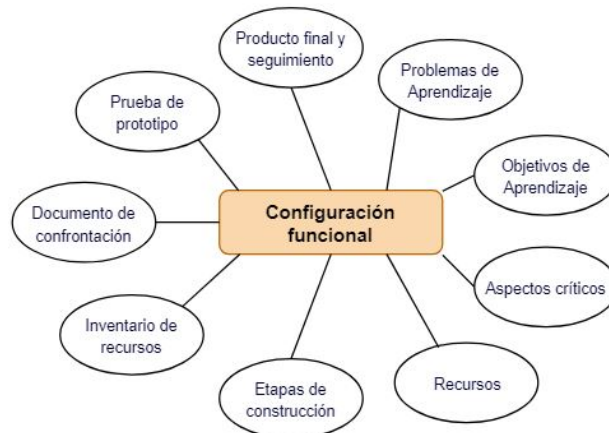 Producto final y
seguimiento
Problemas de
Aprendizaje
Prueba de
prototipo
Objetivos de
Aprendizaje
Documento de
confrontación
Configuración
funcional
Aspectos críticos
Inventario de
recursos
Etapas de
construcción
Recursos